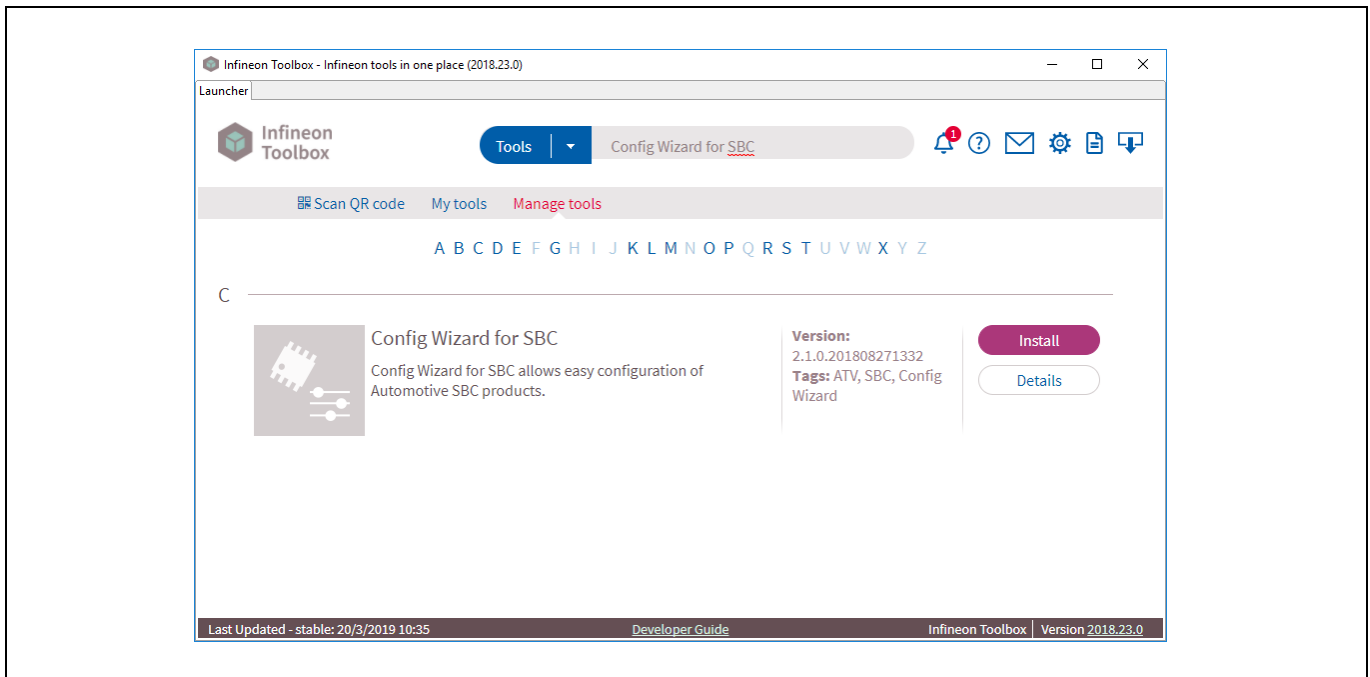 Infineon Toolbox - Infineon tools in one place (2018.23.0)
Launcher
Infineon
Toolbox
Tools
Config Wizard for SBC
1
?
Scan QR code My tools Manage tools
A B C D E F G H I J K L M N O P Q R S T U V W X Y Z
C
Config Wizard for SBC
Config Wizard for SBC allows easy configuration of
Automotive SBC products.
Version:
2.1.0.201808271332
Tags: ATV, SBC, Config
Wizard
Install
Details
Last Updated - stable: 20/3/2019 10:35 Developer Guide Infineon Toolbox Version 2018.23.0